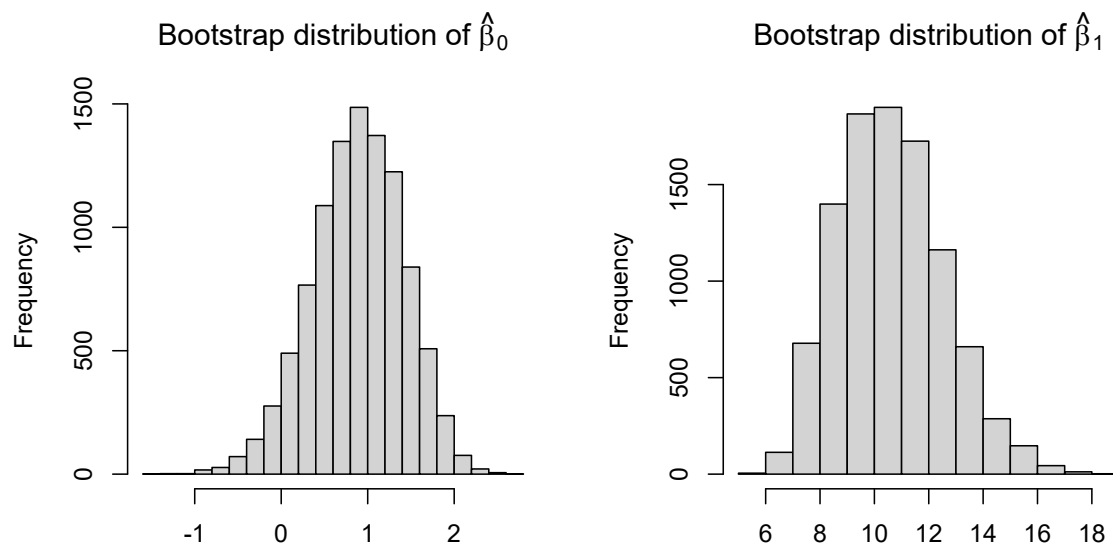 Bootstrap distribution of β̂₀
Frequency
0 500 1000 1500
-1 0 1 2
Bootstrap distribution of β̂₁
Frequency
0 500 1000 1500
6 8 10 12 14 16 18